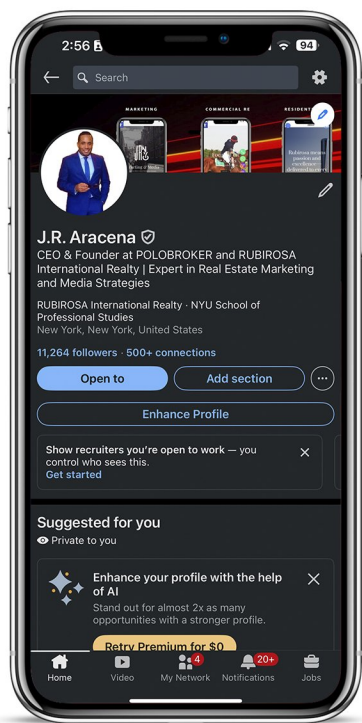 2:56
94
Search
MARKETING
COMMERCIAL RE
RESIDENT
J.R. Aracena
CEO & Founder at POLOBROKER and RUBIROSA
International Realty | Expert in Real Estate Marketing
and Media Strategies
RUBIROSA International Realty · NYU School of
Professional Studies
New York, New York, United States
11,264 followers · 500+ connections
Open to
Add section
Enhance Profile
Show recruiters you're open to work — you
control who sees this.
Get started
Suggested for you
Private to you
Enhance your profile with the help
of AI
Stand out for almost 2x as many
opportunities with a stronger profile.
Retry Premium for $0
4
20+
Home
Video
My Network
Notifications
Jobs